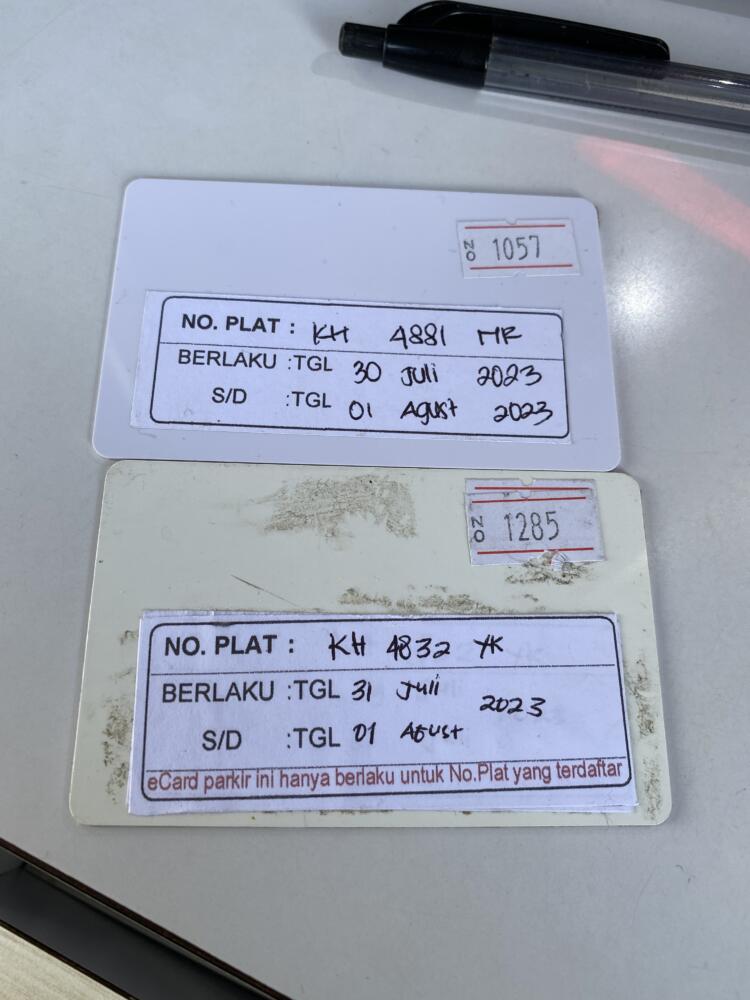 NO 1057
NO. PLAT : KH 4881 MR
BERLAKU :TGL 30 Juli 2023
S/D :TGL 01 Agust 2023
NO 1285
NO. PLAT : KH 4832 YK
BERLAKU :TGL 31 Juli 2023
S/D :TGL 01 Agust
eCard parkir ini hanya berlaku untuk No.Plat yang terdaftar